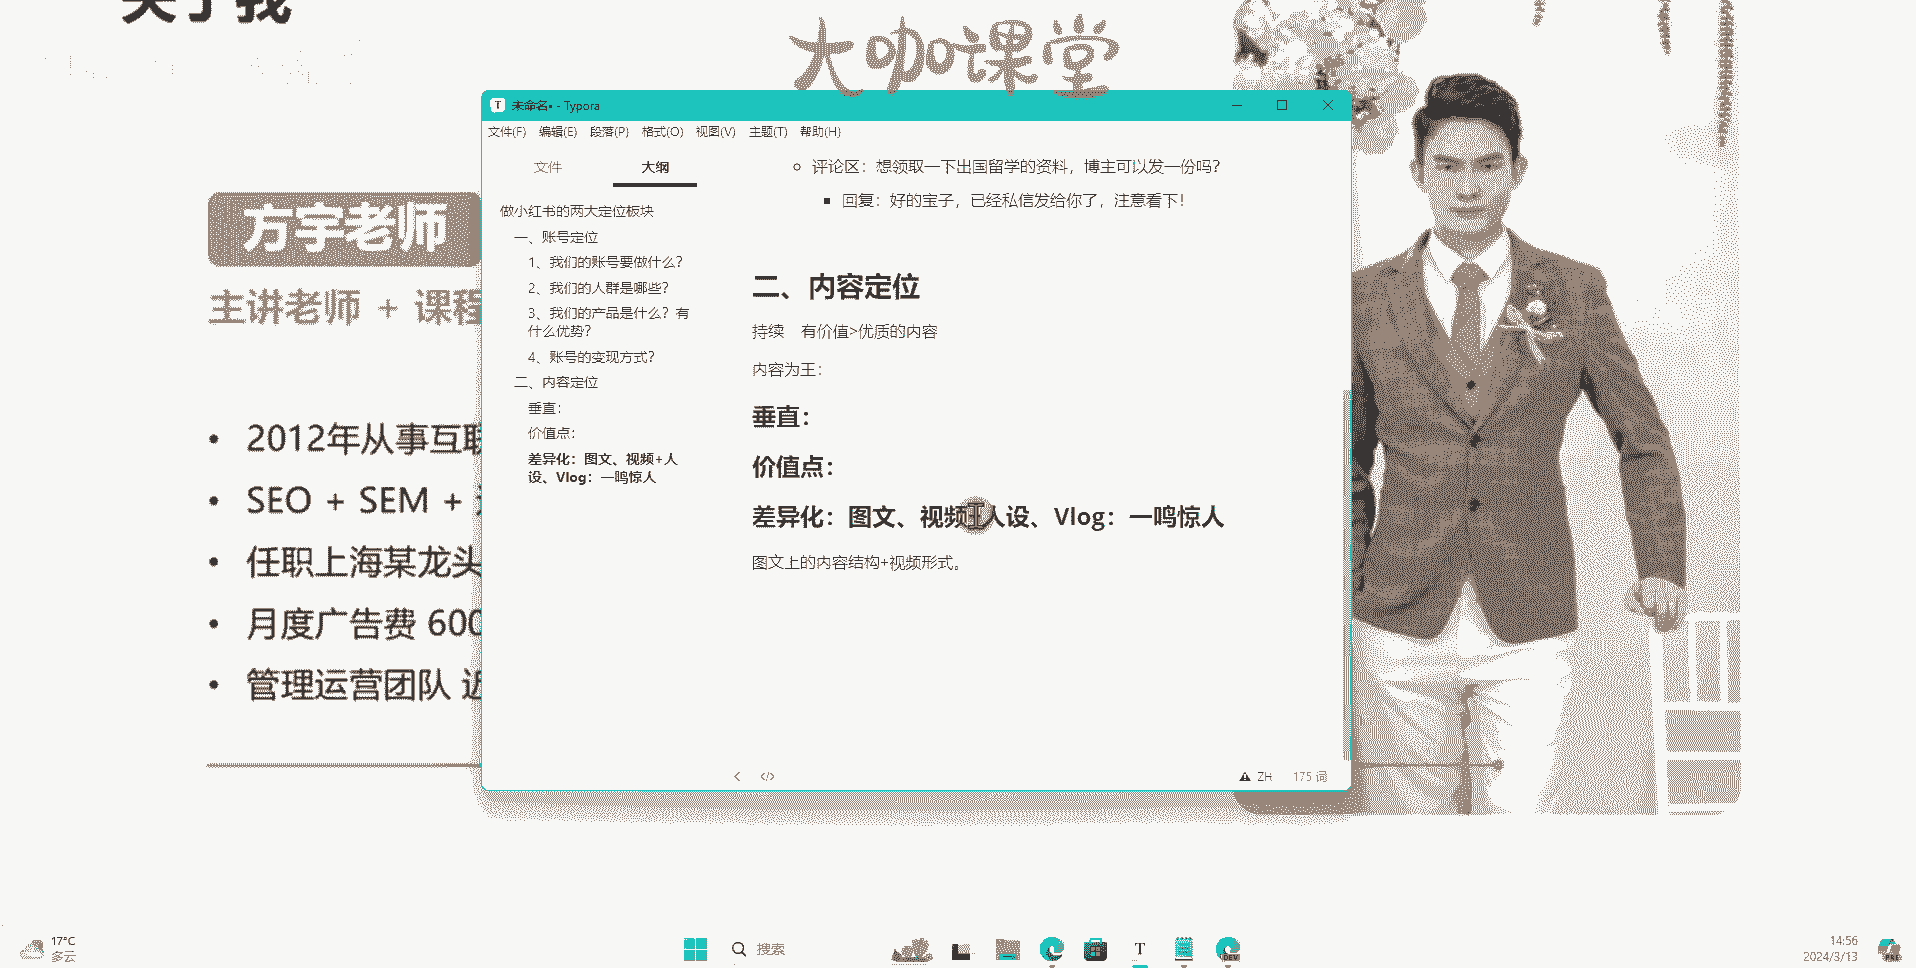 关于我
大咖课堂
方宇老师
主讲老师 + 课程
2012年从事互联
SEO + SEM +
任职上海某龙头
月度广告费 600
管理运营团队 近
T 未命名• - Typora
文件(F) 编辑(E) 段落(P) 格式(O) 视图(V) 主题(T) 帮助(H)
文件 大纲
做小红书的两大定位板块
一、账号定位
1、我们的账号要做什么？
2、我们的人群是哪些？
3、我们的产品是什么？有
什么优势？
4、账号的变现方式？
二、内容定位
垂直：
价值点：
差异化：图文、视频+人
设、Vlog：一鸣惊人
评论区：想领取一下出国留学的资料，博主可以发一份吗？
回复：好的宝子，已经私信发给你了，注意看下！
二、内容定位
持续 有价值>优质的内容
内容为王：
垂直：
价值点：
差异化：图文、视频+人设、Vlog：一鸣惊人
图文上的内容结构+视频形式。
ZH 175 词
17°C
多云
搜索
T
DEV
14:56
2024/3/13
PRE